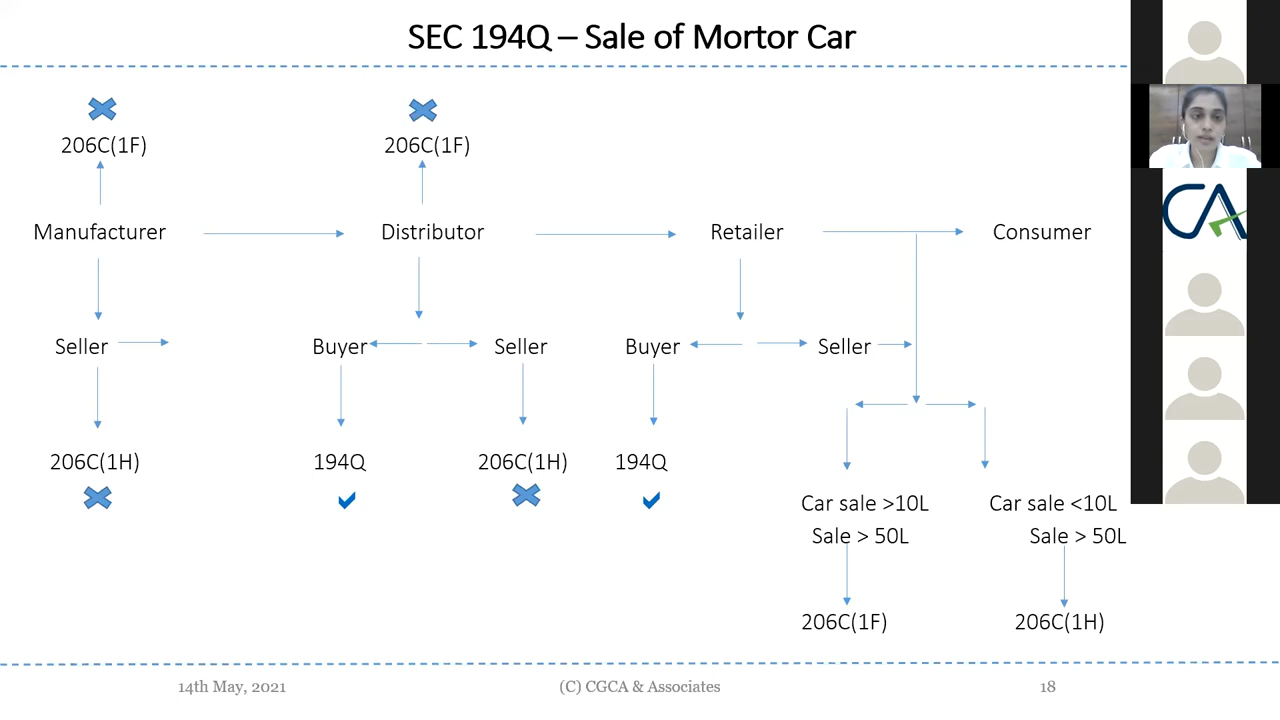 SEC 194Q – Sale of Mortor Car
206C(1F)
206C(1F)
Manufacturer
Distributor
Retailer
Consumer
Seller
Buyer
Seller
Buyer
Seller
206C(1H)
194Q
206C(1H)
194Q
Car sale >10L
Car sale <10L
Sale > 50L
Sale > 50L
206C(1F)
206C(1H)
14th May, 2021
(C) CGCA & Associates
18
CA